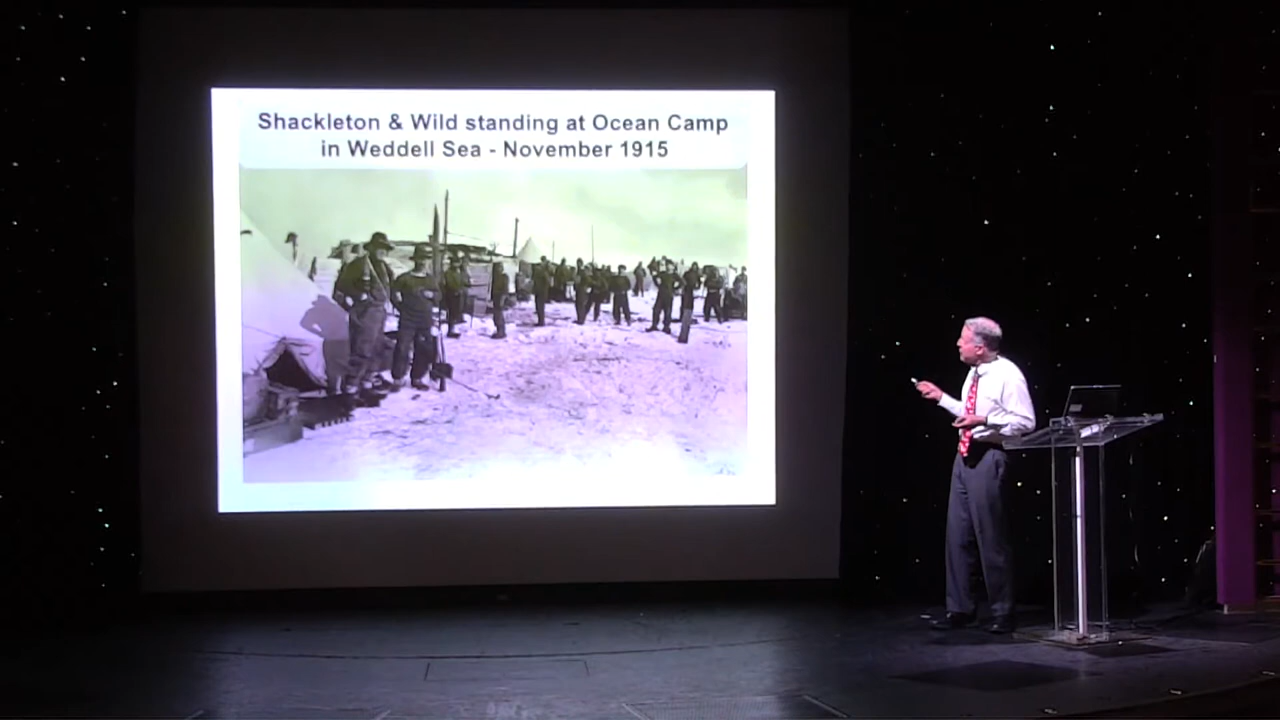 Shackleton & Wild standing at Ocean Camp
in Weddell Sea - November 1915